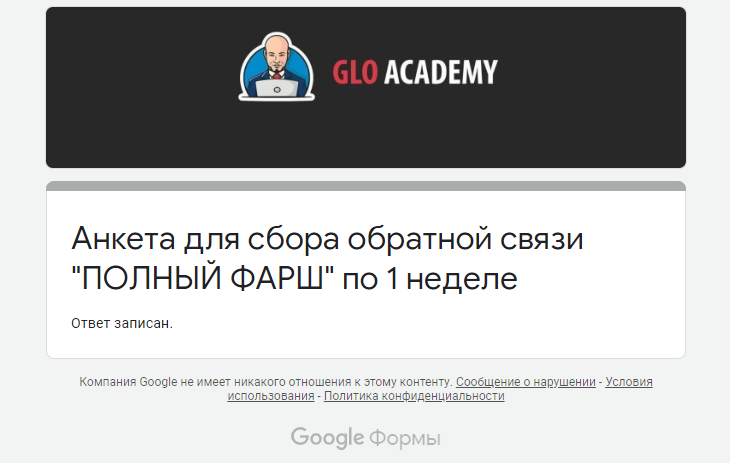 GLO ACADEMY
Анкета для сбора обратной связи
"ПОЛНЫЙ ФАРШ" по 1 неделе
Ответ записан.
Компания Google не имеет никакого отношения к этому контенту. Сообщение о нарушении - Условия
использования - Политика конфиденциальности
Google Формы